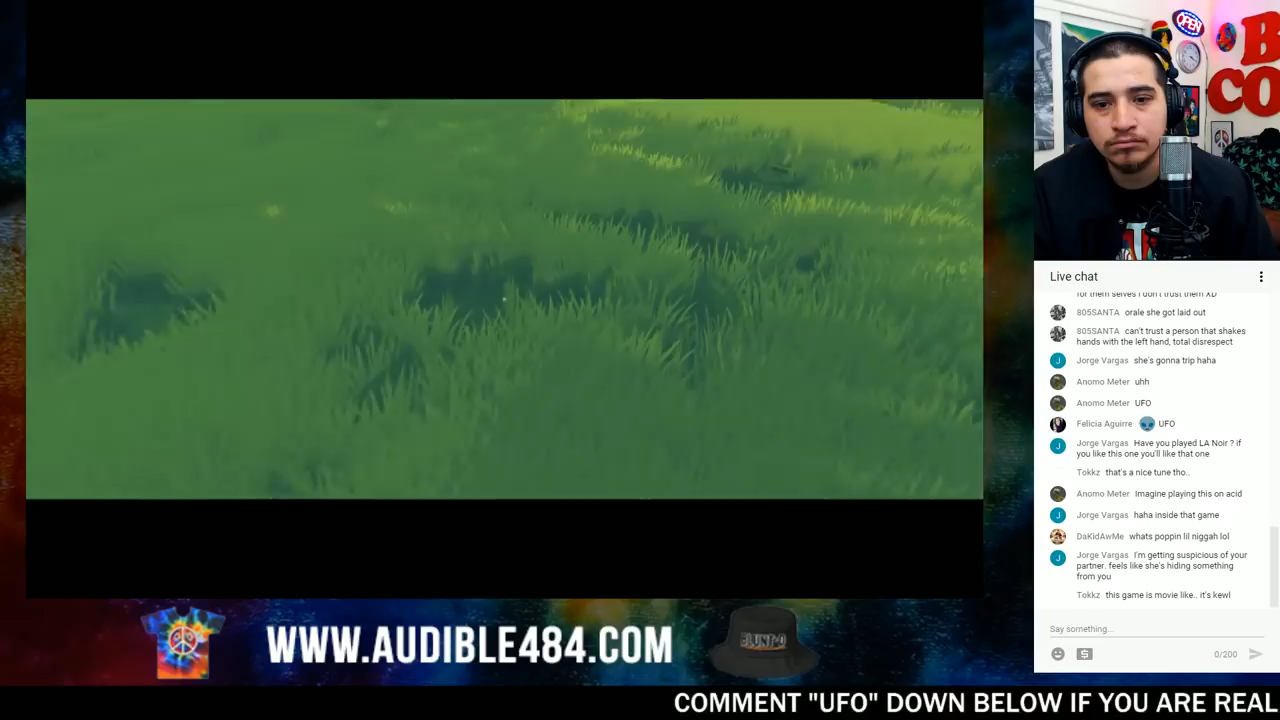 OPEN
B
CO
Live chat
for them selves I don't trust them XD
805SANTA orale she got laid out
805SANTA can't trust a person that shakes
hands with the left hand, total disrespect
Jorge Vargas she's gonna trip haha
Anomo Meter uhh
Anomo Meter UFO
Felicia Aguirre 👽 UFO
J Jorge Vargas Have you played LA Noir ? if
you like this one you'll like that one
Tokkz that's a nice tune tho..
Anomo Meter Imagine playing this on acid
J Jorge Vargas haha inside that game
DaKidAwMe whats poppin lil niggah lol
J Jorge Vargas I'm getting suspicious of your
partner. feels like she's hiding something
from you
Tokkz this game is movie like.. it's kewl
Say something...
0/200
WWW.AUDIBLE484.COM
COMMENT "UFO" DOWN BELOW IF YOU ARE REAL